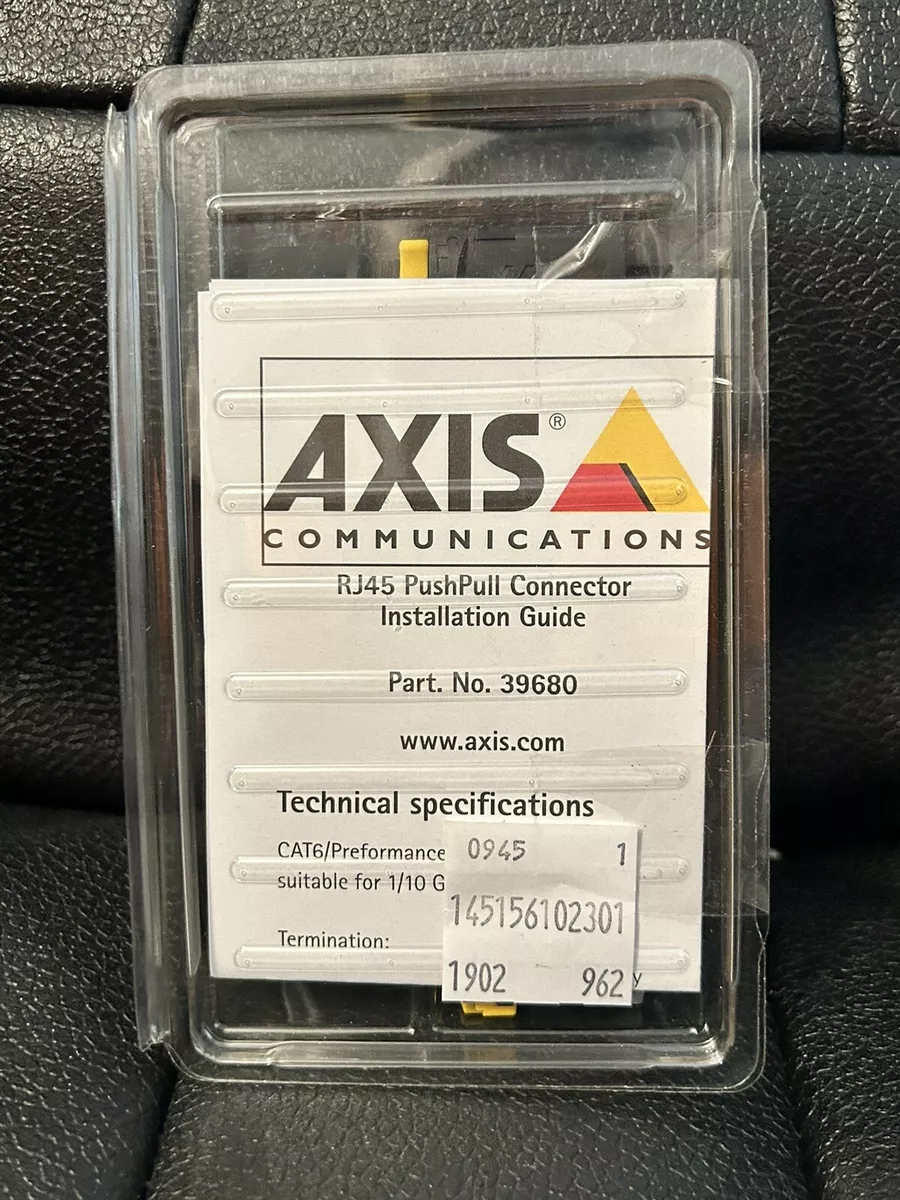 AXIS®
COMMUNICATIONS
RJ45 PushPull Connector
Installation Guide
Part. No. 39680
www.axis.com
Technical specifications
CAT6/Preformance
suitable for 1/10 G
Termination:
0945 1
145156102301
1902 962
y